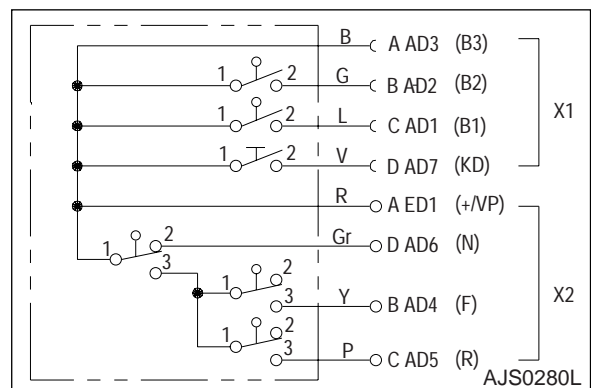 B A AD3 (B3)
1 2 G B AD2 (B2)
1 2 L C AD1 (B1)
X1
1 2 V D AD7 (KD)
R A ED1 (+/VP)
1 2 3 Gr D AD6 (N)
X2
1 2 3 Y B AD4 (F)
1 2 3 P C AD5 (R)
AJS0280L